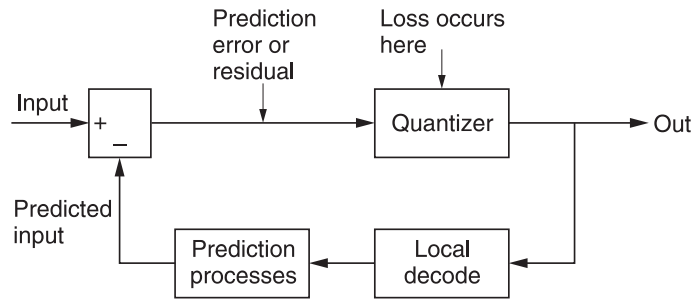 Prediction
error or
residual
Loss occurs
here
Input
+
−
Quantizer
Out
Predicted
input
Prediction
processes
Local
decode